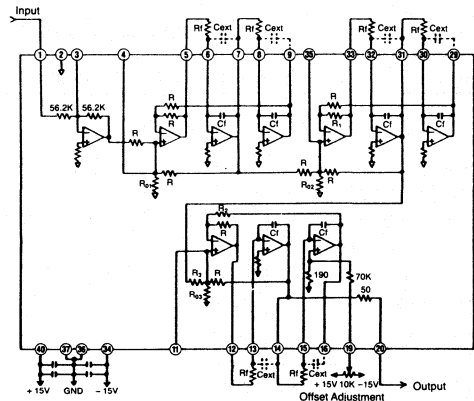 Input
Rf Cext Rf Cext Rf Cext Rf Cext
1 2 3 4 5 6 7 8 9 35 33 32 31 30 29
56.2K 56.2K
R R
R R R1
Cf Cf Cf Cf
R R R
R01 R02
R2
R
Cf Cf
R3 R
R03
190 70K
50
40 37 36 34 11 12 13 14 15 16 19 20
Rf Cext Rf Cext
+ 15V GND - 15V
+ 15V 10K -15V
Output
Offset Adjustment